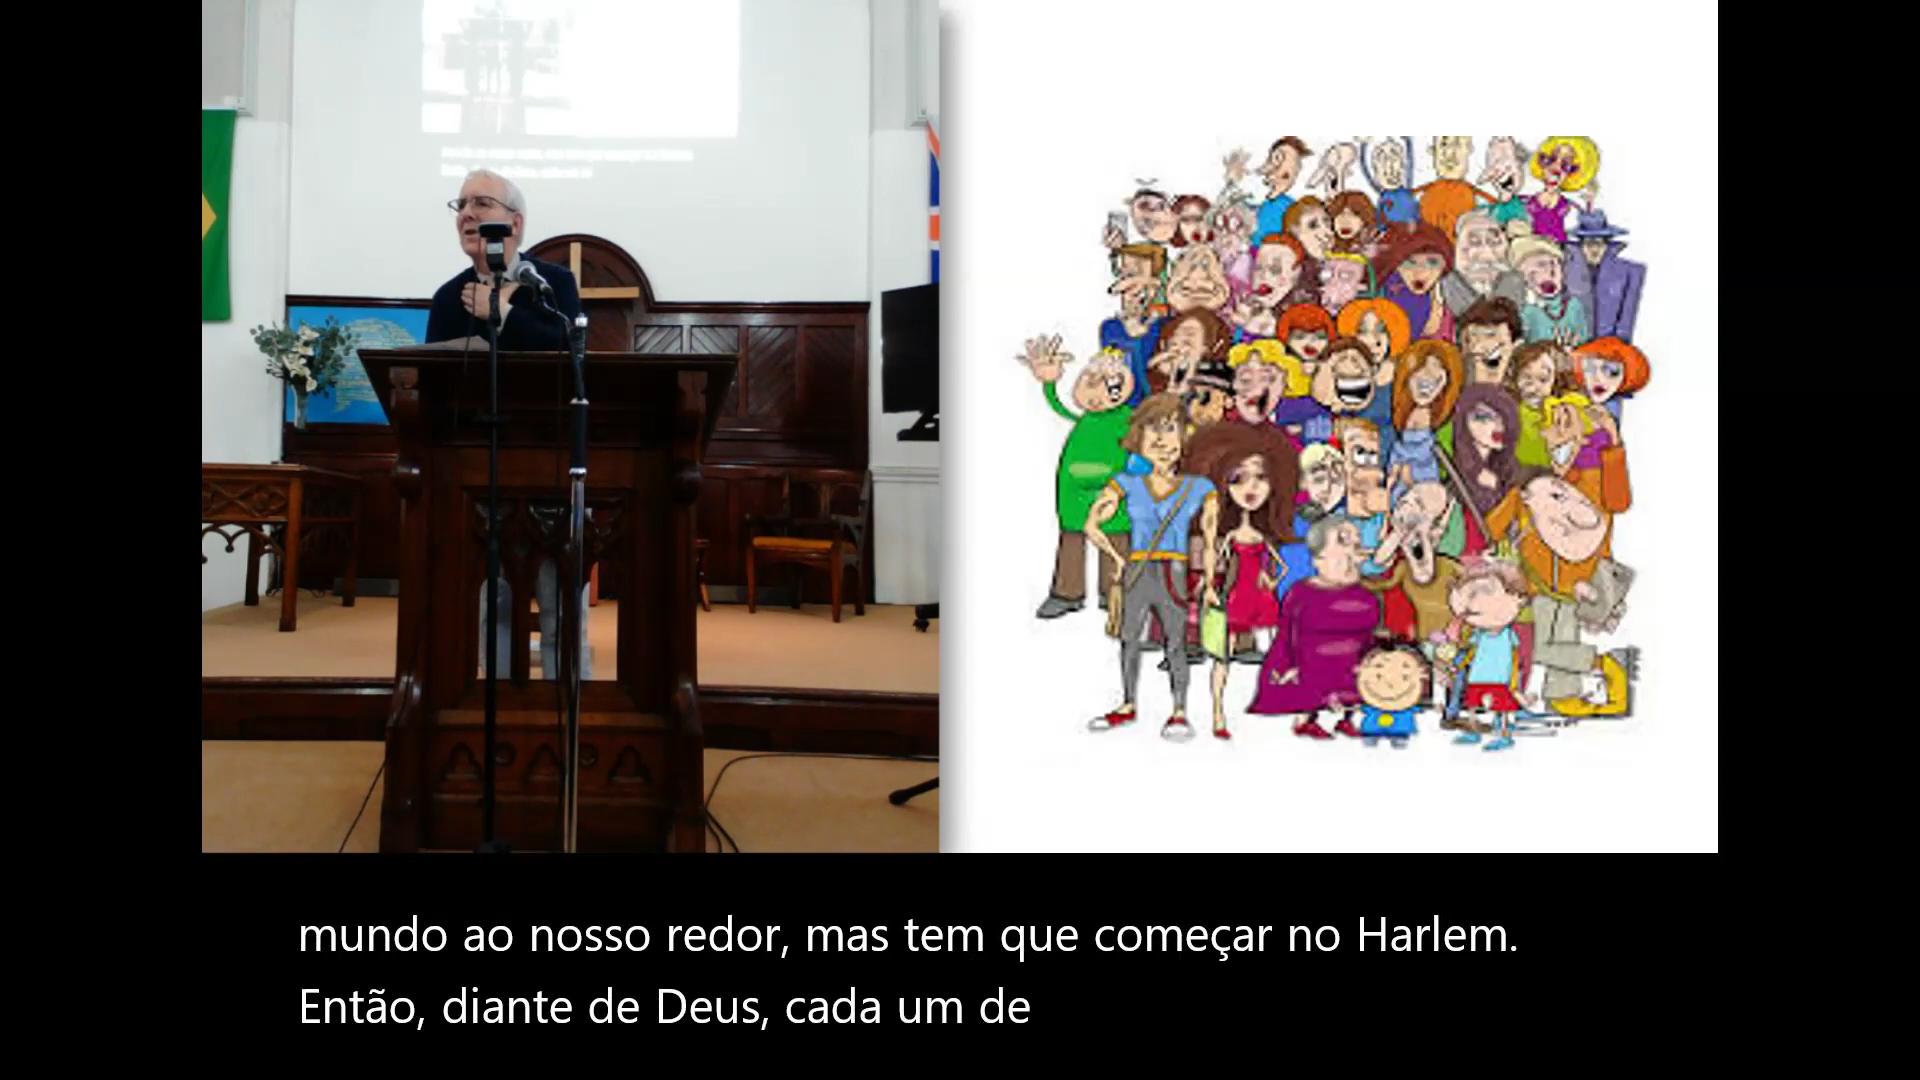 mundo ao nosso redor, mas tem que começar no Harlem.
Então, diante de Deus, cada um de